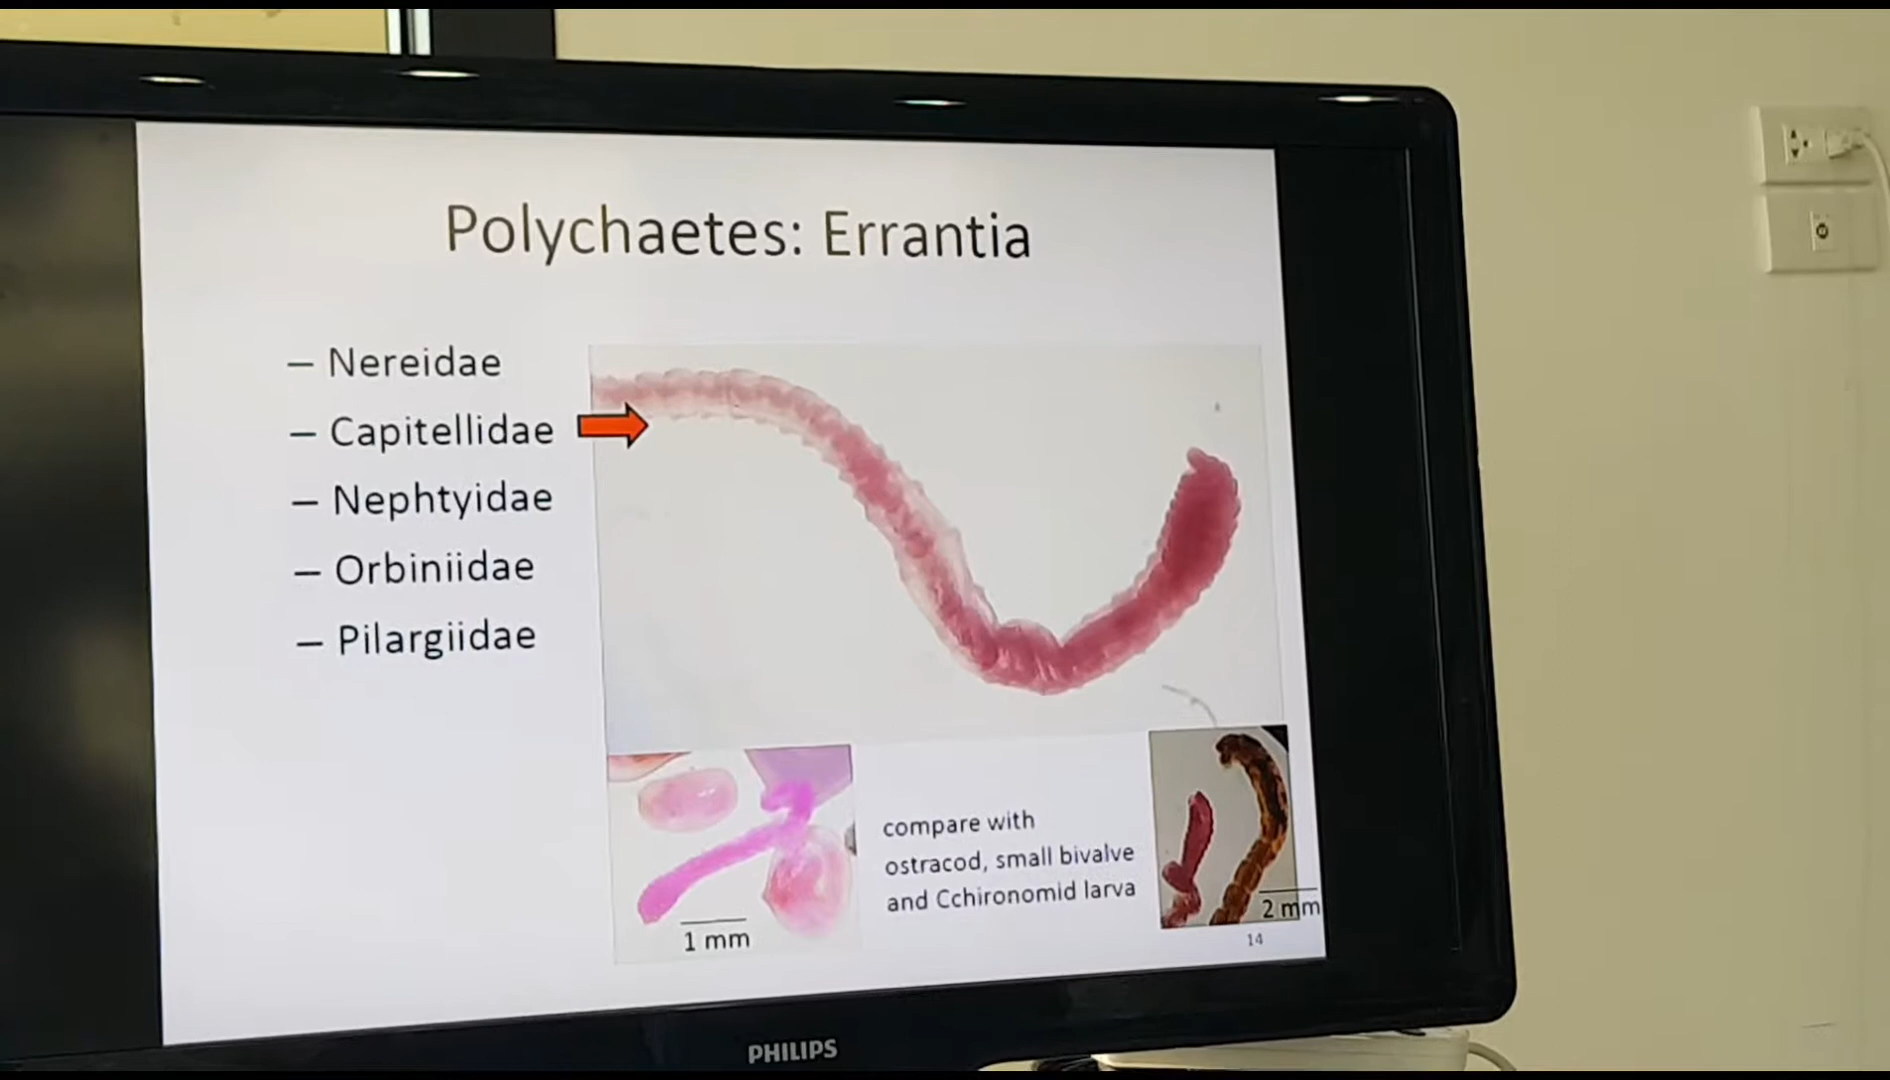 Polychaetes: Errantia
– Nereidae
– Capitellidae
– Nephtyidae
– Orbiniidae
– Pilargiidae
compare with
ostracod, small bivalve
and Cchironomid larva
1 mm
2 mm
14
PHILIPS